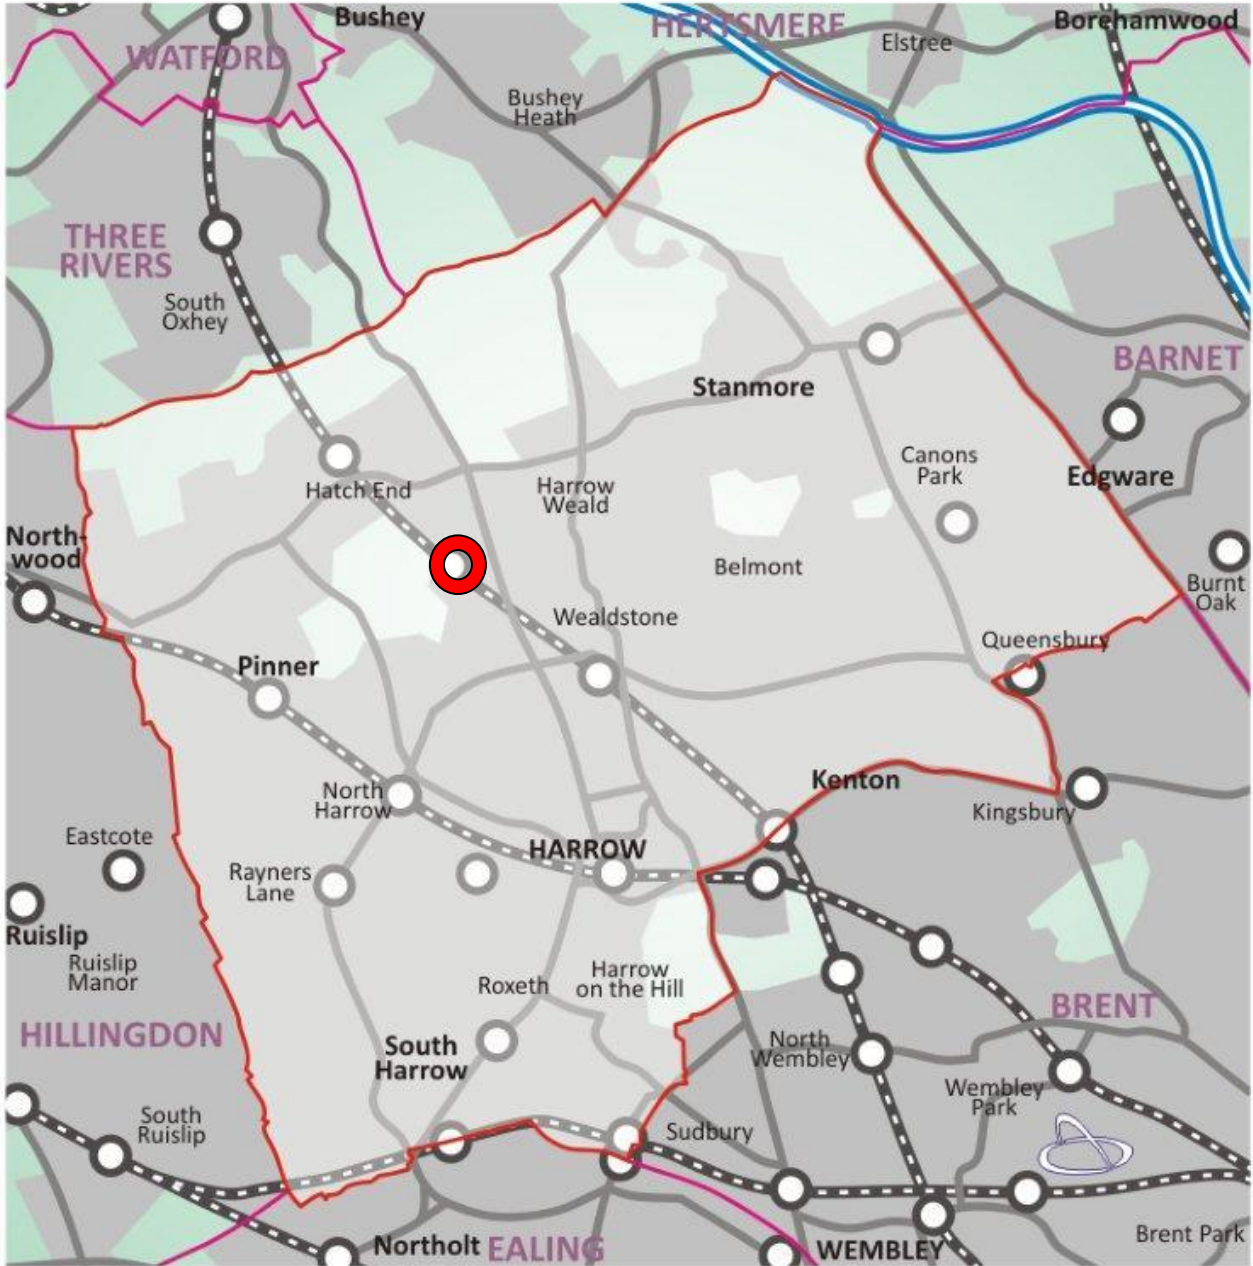 Bushey
HERTSMERE
Borehamwood
WATFORD
Elstree
Bushey
Heath
THREE
RIVERS
South
Oxhey
BARNET
Stanmore
Canons
Park
Edgware
Hatch End
Harrow
Weald
North-
wood
Belmont
Burnt
Oak
Wealdstone
Queensbury
Pinner
Kenton
North
Harrow
Kingsbury
Eastcote
HARROW
Rayners
Lane
Ruislip
Ruislip
Manor
Harrow
on the Hill
Roxeth
BRENT
HILLINGDON
South
Harrow
North
Wembley
Wembley
Park
South
Ruislip
Sudbury
Brent Park
Northolt
EALING
WEMBLEY